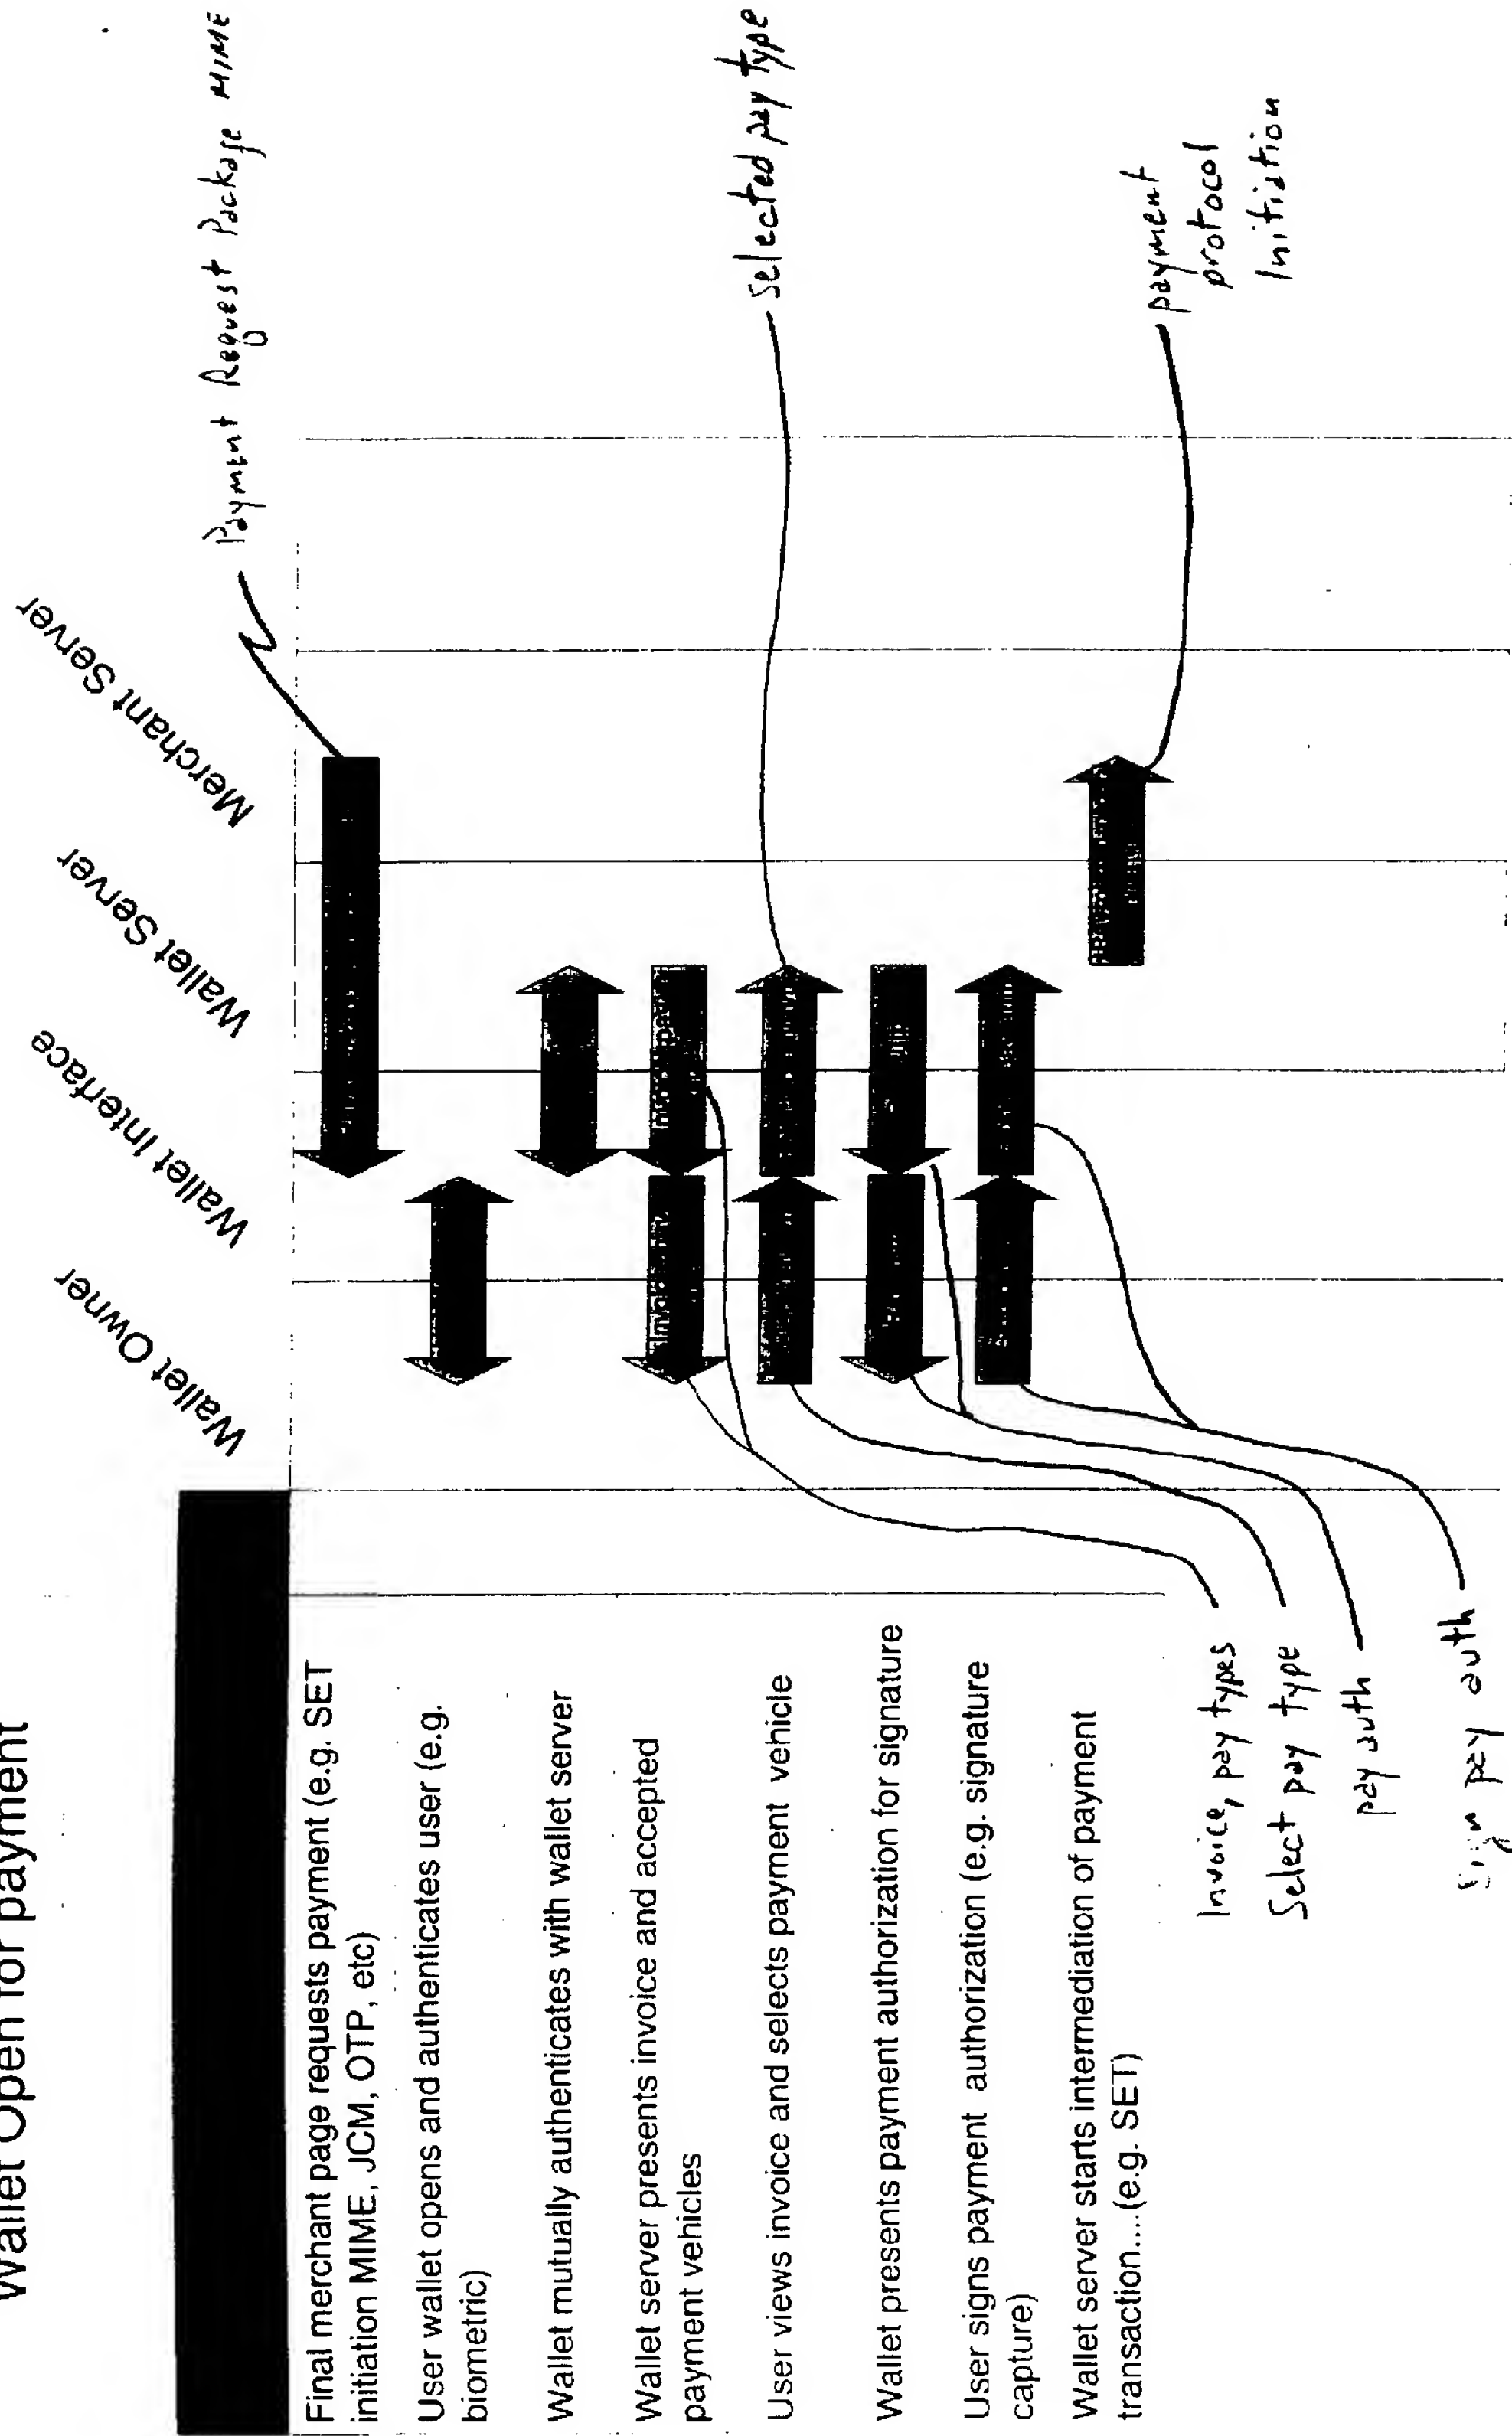 Wallet Open for payment
Wallet Owner
Wallet Interface
Wallet Server
Merchant Server
Payment Request Package MIME
Final merchant page requests payment (e.g. SET
initiation MIME, JCM, OTP, etc)
User wallet opens and authenticates user (e.g.
biometric)
Wallet mutually authenticates with wallet server
Wallet server presents invoice and accepted
payment vehicles
User views invoice and selects payment vehicle
selected pay type
Wallet presents payment authorization for signature
User signs payment authorization (e.g. signature
capture)
Wallet server starts intermediation of payment
transaction....(e.g. SET)
payment
protocol
Initiation
Invoice, pay types
Select pay type
pay auth
sign pay auth